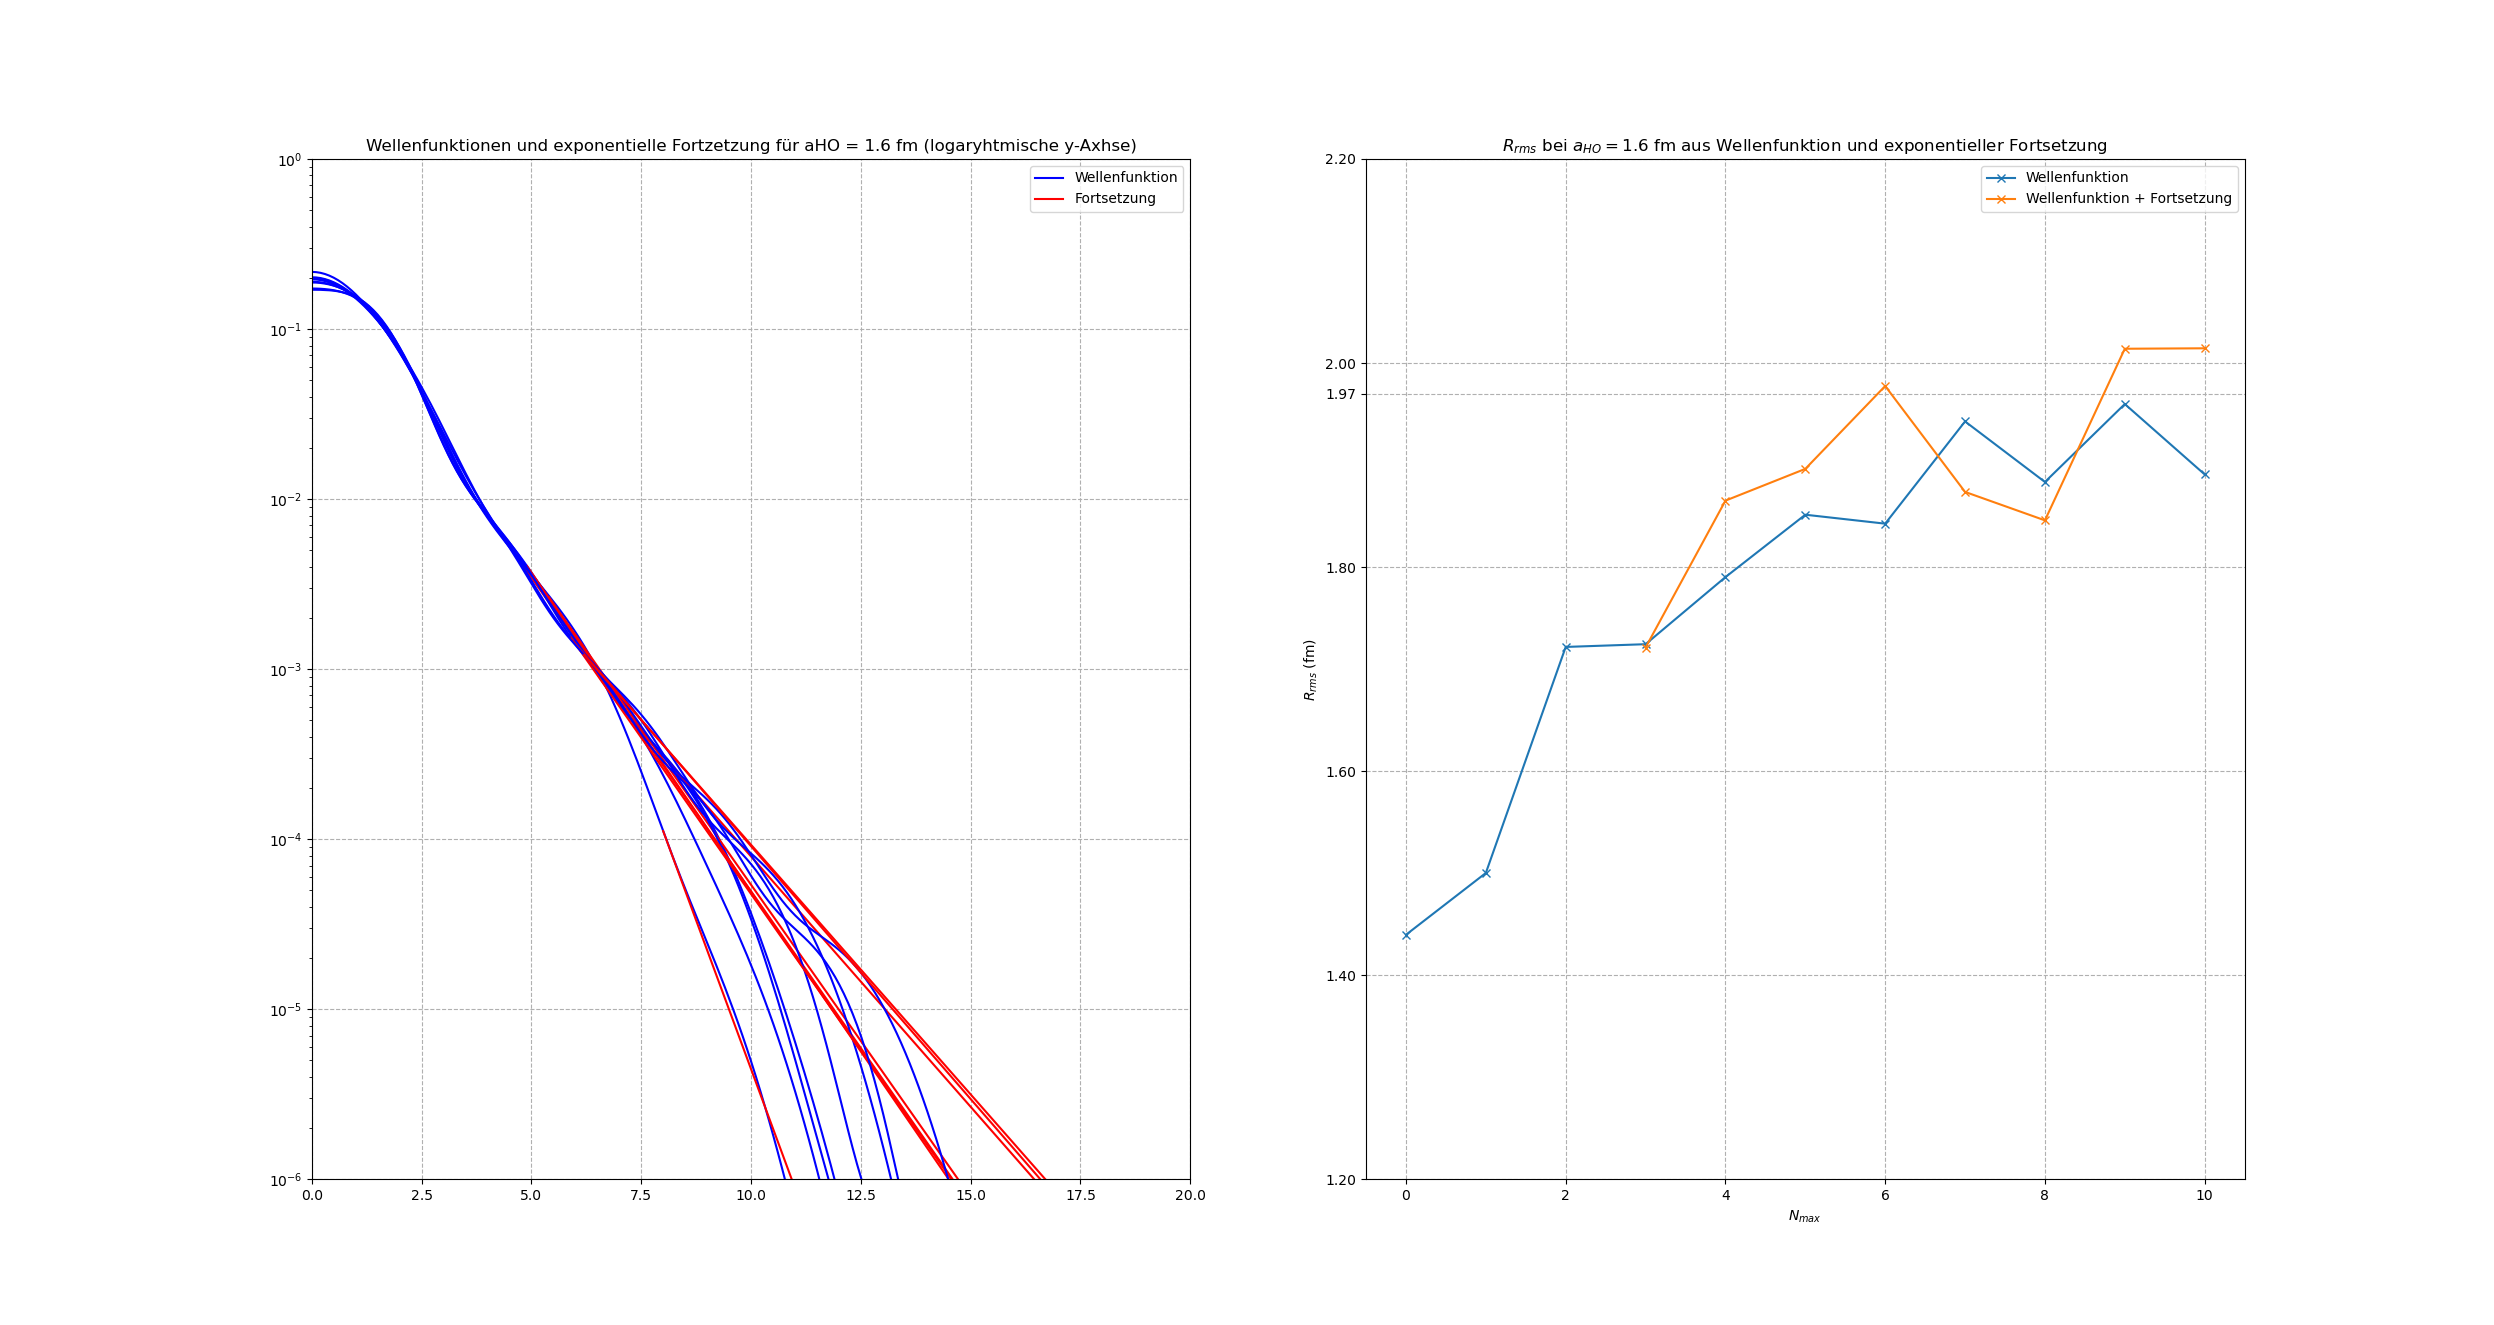 Wellenfunktionen und exponentielle Fortzetzung für aHO = 1.6 fm (logaryhtmische y-Axhse)
10⁰
10⁻¹
10⁻²
10⁻³
10⁻⁴
10⁻⁵
10⁻⁶
0.0 2.5 5.0 7.5 10.0 12.5 15.0 17.5 20.0
Wellenfunktion
Fortsetzung
R_rms bei a_HO = 1.6 fm aus Wellenfunktion und exponentieller Fortsetzung
2.20
2.00
1.97
1.80
1.60
1.40
1.20
R_rms (fm)
0 2 4 6 8 10
N_max
Wellenfunktion
Wellenfunktion + Fortsetzung